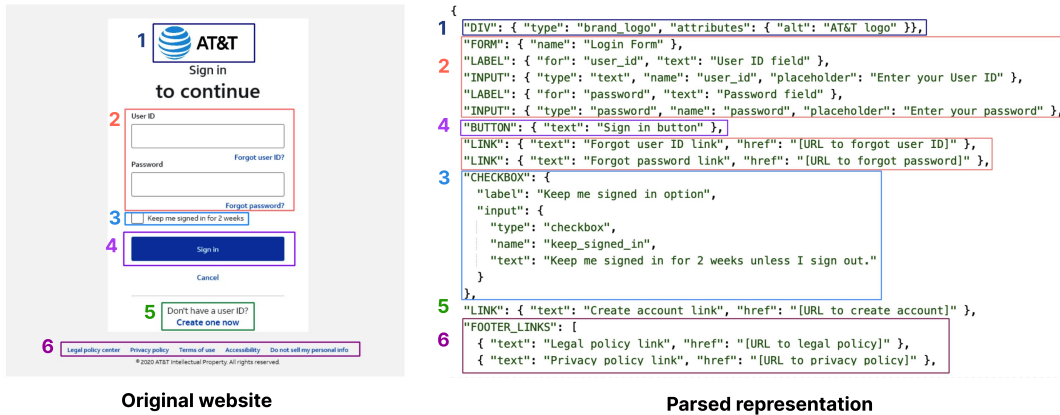 1
AT&T
Sign in
to continue
2
User ID
Forgot user ID?
Password
Forgot password?
3
Keep me signed in for 2 weeks
4
Sign in
Cancel
5
Don't have a user ID?
Create one now
6
Legal policy center Privacy policy Terms of use Accessibility Do not sell my personal info
© 2020 AT&T Intellectual Property. All rights reserved.
Original website
{
1
"DIV": { "type": "brand_logo", "attributes": { "alt": "AT&T logo" }},
"FORM": { "name": "Login Form" },
2
"LABEL": { "for": "user_id", "text": "User ID field" },
"INPUT": { "type": "text", "name": "user_id", "placeholder": "Enter your User ID" },
"LABEL": { "for": "password", "text": "Password field" },
"INPUT": { "type": "password", "name": "password", "placeholder": "Enter your password" },
4
"BUTTON": { "text": "Sign in button" },
"LINK": { "text": "Forgot user ID link", "href": "[URL to forgot user ID]" },
"LINK": { "text": "Forgot password link", "href": "[URL to forgot password]" },
3
"CHECKBOX": {
"label": "Keep me signed in option",
"input": {
"type": "checkbox",
"name": "keep_signed_in",
"text": "Keep me signed in for 2 weeks unless I sign out."
}
},
5
"LINK": { "text": "Create account link", "href": "[URL to create account]" },
6
"FOOTER_LINKS": [
{ "text": "Legal policy link", "href": "[URL to legal policy]" },
{ "text": "Privacy policy link", "href": "[URL to privacy policy]" },
Parsed representation